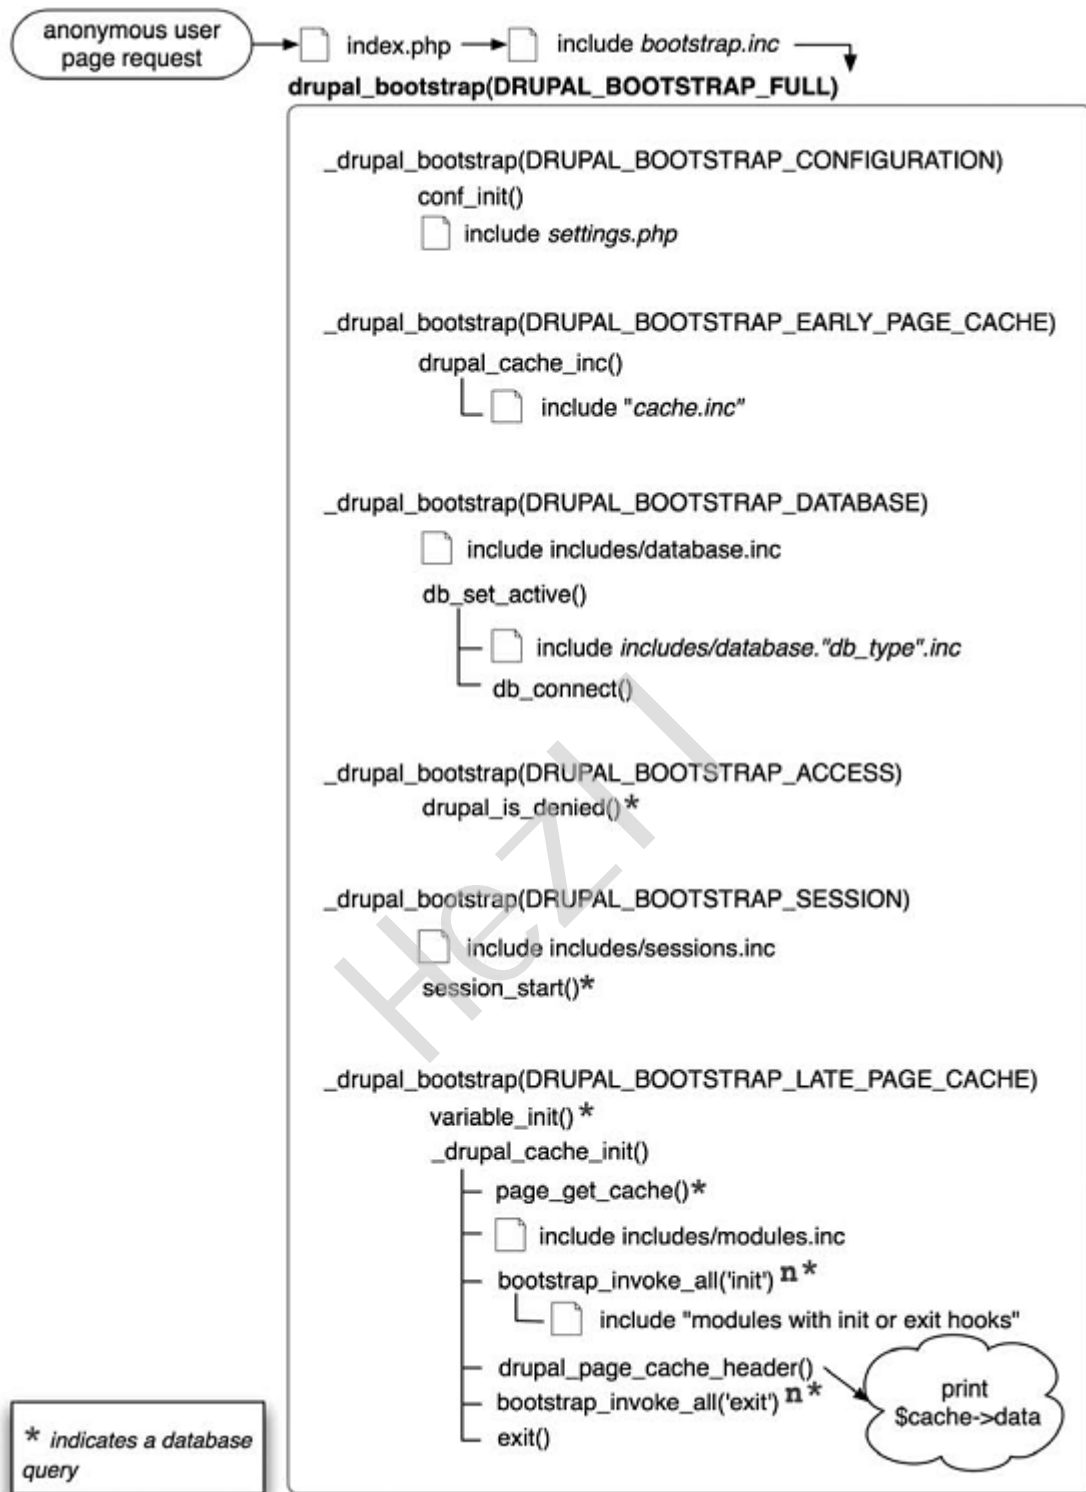 anonymous user
page request
index.php
include bootstrap.inc
drupal_bootstrap(DRUPAL_BOOTSTRAP_FULL)
_drupal_bootstrap(DRUPAL_BOOTSTRAP_CONFIGURATION)
conf_init()
include settings.php
_drupal_bootstrap(DRUPAL_BOOTSTRAP_EARLY_PAGE_CACHE)
drupal_cache_inc()
include "cache.inc"
_drupal_bootstrap(DRUPAL_BOOTSTRAP_DATABASE)
include includes/database.inc
db_set_active()
include includes/database."db_type".inc
db_connect()
_drupal_bootstrap(DRUPAL_BOOTSTRAP_ACCESS)
drupal_is_denied()*
_drupal_bootstrap(DRUPAL_BOOTSTRAP_SESSION)
include includes/sessions.inc
session_start()*
_drupal_bootstrap(DRUPAL_BOOTSTRAP_LATE_PAGE_CACHE)
variable_init()*
_drupal_cache_init()
page_get_cache()*
include includes/modules.inc
bootstrap_invoke_all('init') n*
include "modules with init or exit hooks"
drupal_page_cache_header()
bootstrap_invoke_all('exit') n*
exit()
print
$cache->data
* indicates a database
query